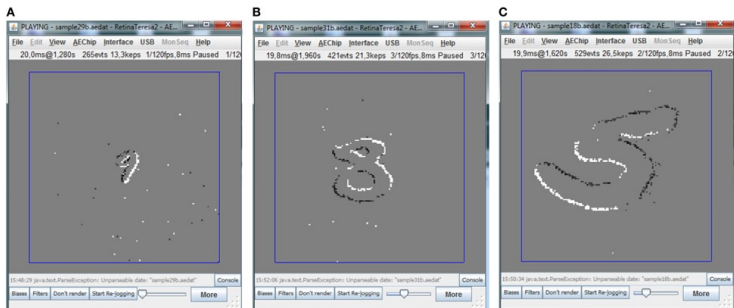 A
PLAYING - sample29b.aedat - RetinaTeresa2 - AE...
File Edit View AEChip Interface USB MonSeq Help
20,0ms@1,280s 265evts 13,3keps 1/120fps,8ms Paused 1/120
15:48:29 java.text.ParseException: Unparseable date: "sample29b.aedat"
Console
Biases Filters Don't render Start Re-jogging More
B
PLAYING - sample31b.aedat - RetinaTeresa2 - AE...
File Edit View AEChip Interface USB MonSeq Help
19,8ms@1,960s 421evts 21,3keps 3/120fps,8ms Paused 3/120
15:52:06 java.text.ParseException: Unparseable date: "sample31b.aedat"
Console
Biases Filters Don't render Start Re-jogging More
C
PLAYING - sample18b.aedat - RetinaTeresa2 - AE...
File Edit View AEChip Interface USB MonSeq Help
19,9ms@1,620s 529evts 26,5keps 2/120fps,8ms Paused 2/120
15:50:34 java.text.ParseException: Unparseable date: "sample18b.aedat"
Console
Biases Filters Don't render Start Re-jogging More